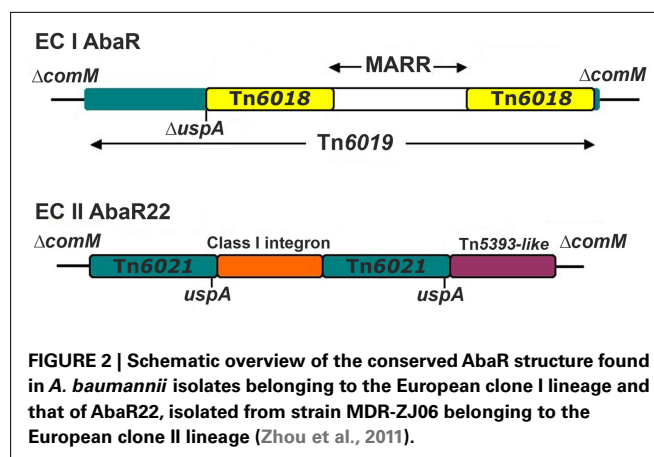 EC I AbaR
ΔcomM
MARR
ΔcomM
Tn6018
Tn6018
ΔuspA
Tn6019
EC II AbaR22
ΔcomM
Class I integron
Tn5393-like
ΔcomM
Tn6021
Tn6021
uspA
uspA
FIGURE 2 | Schematic overview of the conserved AbaR structure found
in A. baumannii isolates belonging to the European clone I lineage and
that of AbaR22, isolated from strain MDR-ZJ06 belonging to the
European clone II lineage (Zhou et al., 2011).